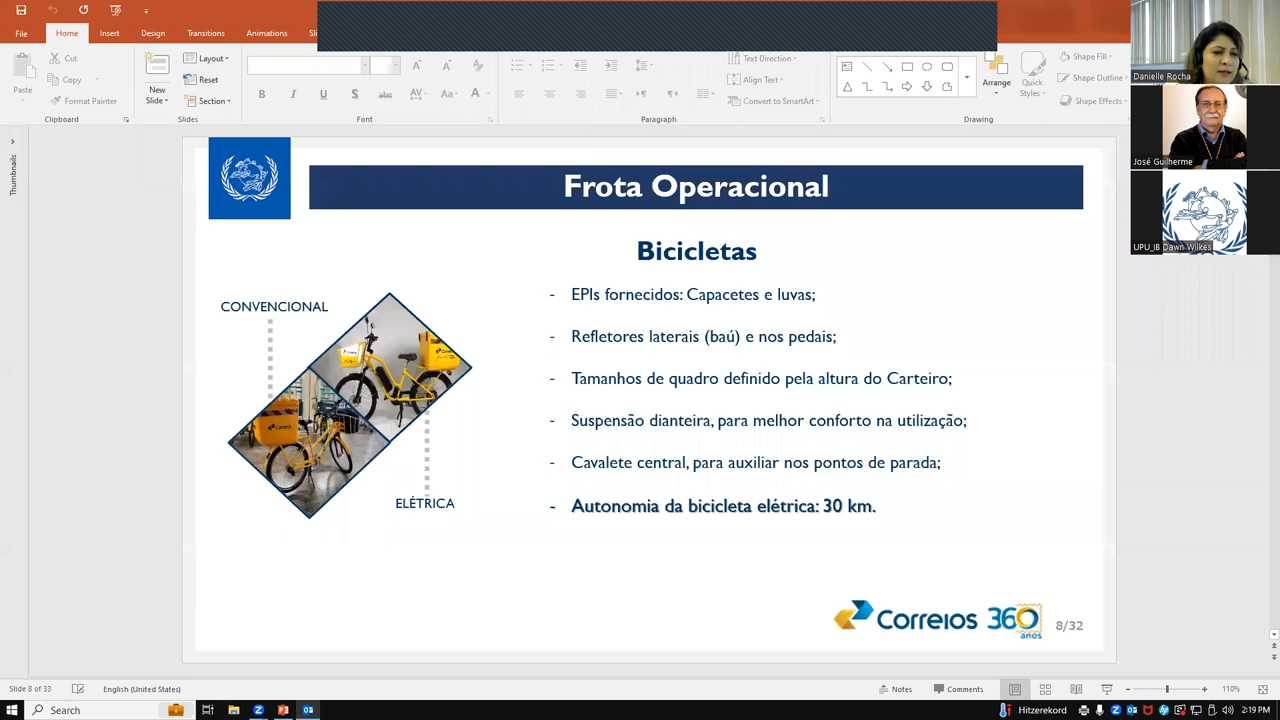 File
Home
Insert
Design
Transitions
Animations
Sli
Paste
Cut
Copy
Format Painter
Clipboard
New
Slide
Layout
Reset
Section
Slides
B
I
U
S
abc
AV
Aa
A
Font
Text Direction
Align Text
Convert to SmartArt
Paragraph
Arrange
Quick
Styles
Shape Fill
Shape Outline
Shape Effects
Drawing
Danielle Rocha
José Guilherme
UPU_IB Dawn Wilkes
Thumbnails
Frota Operacional
Bicicletas
CONVENCIONAL
ELÉTRICA
- EPIs fornecidos: Capacetes e luvas;
- Refletores laterais (baú) e nos pedais;
- Tamanhos de quadro definido pela altura do Carteiro;
- Suspensão dianteira, para melhor conforto na utilização;
- Cavalete central, para auxiliar nos pontos de parada;
- Autonomia da bicicleta elétrica: 30 km.
Correios 360
anos
8/32
Slide 8 of 33
English (United States)
Notes
Comments
110%
Search
Hitzerekord
2:19 PM